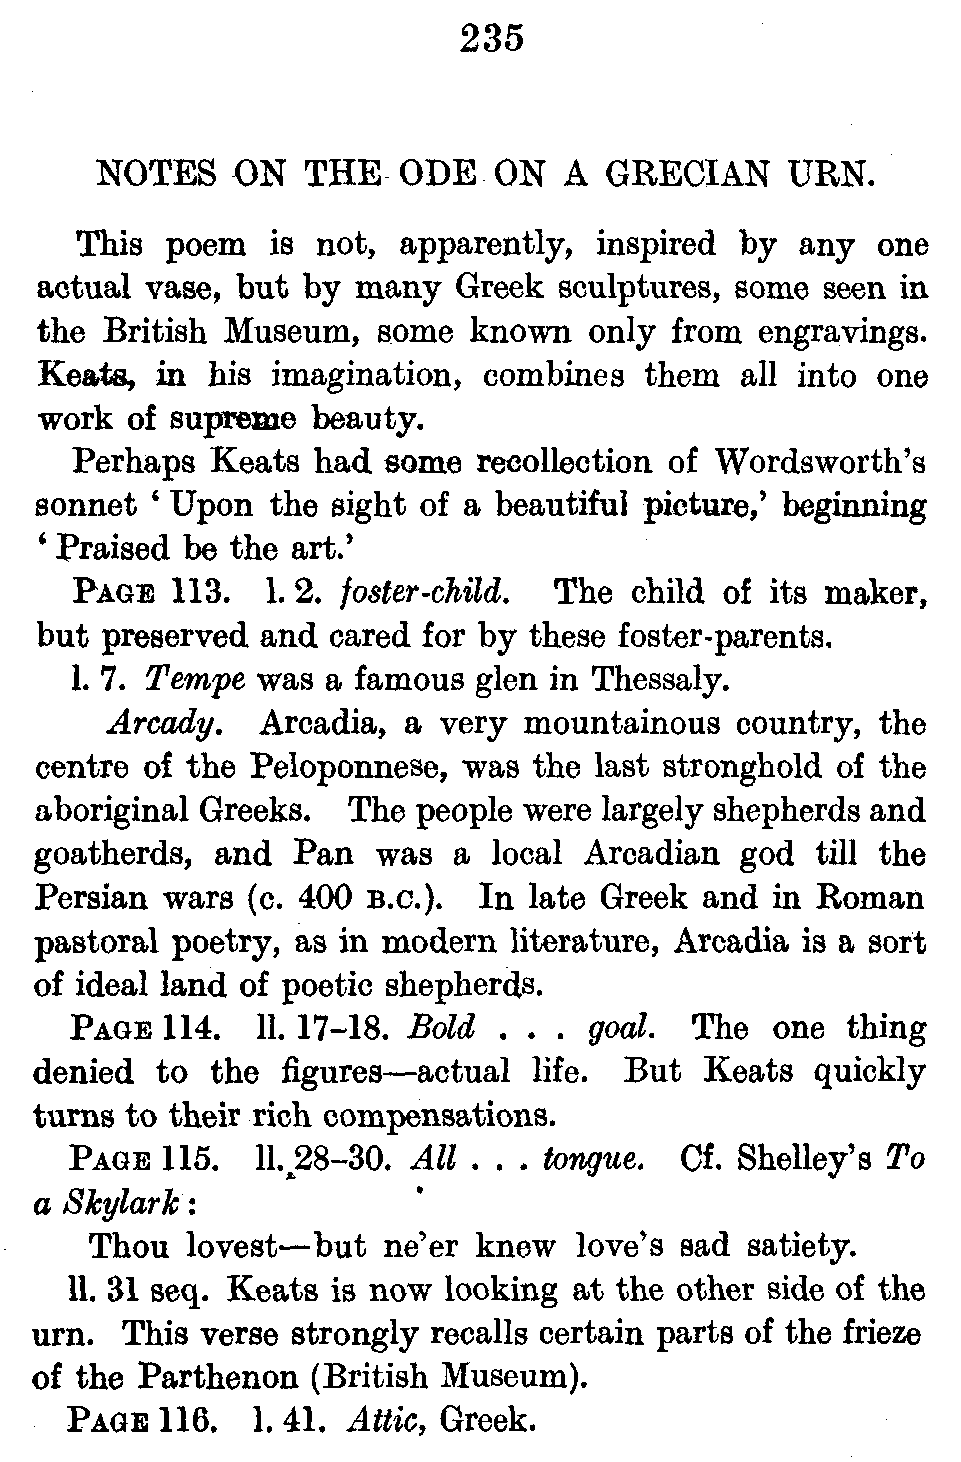 235
NOTES ON THE ODE ON A GRECIAN URN.
This poem is not, apparently, inspired by any one
actual vase, but by many Greek sculptures, some seen in
the British Museum, some known only from engravings.
Keats, in his imagination, combines them all into one
work of supreme beauty.
Perhaps Keats had some recollection of Wordsworth's
sonnet ‘Upon the sight of a beautiful picture,’ beginning
‘Praised be the art.’
PAGE 113. l. 2. foster-child. The child of its maker,
but preserved and cared for by these foster-parents.
l. 7. Tempe was a famous glen in Thessaly.
Arcady. Arcadia, a very mountainous country, the
centre of the Peloponnese, was the last stronghold of the
aboriginal Greeks. The people were largely shepherds and
goatherds, and Pan was a local Arcadian god till the
Persian wars (c. 400 B.C.). In late Greek and in Roman
pastoral poetry, as in modern literature, Arcadia is a sort
of ideal land of poetic shepherds.
PAGE 114. ll. 17–18. Bold . . . goal. The one thing
denied to the figures—actual life. But Keats quickly
turns to their rich compensations.
PAGE 115. ll. 28–30. All . . . tongue. Cf. Shelley's To
a Skylark:
Thou lovest—but ne'er knew love's sad satiety.
ll. 31 seq. Keats is now looking at the other side of the
urn. This verse strongly recalls certain parts of the frieze
of the Parthenon (British Museum).
PAGE 116. l. 41. Attic, Greek.